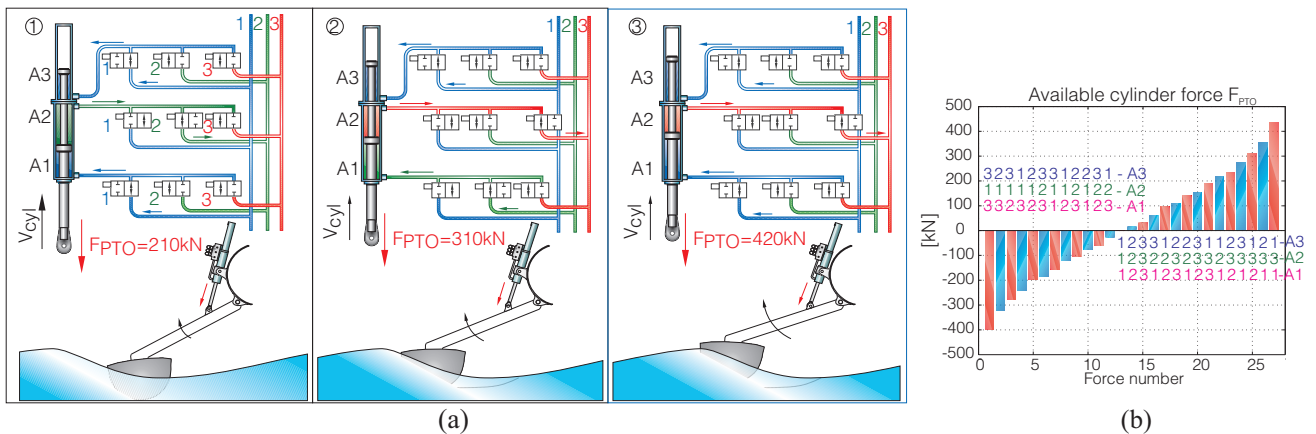 ①
1 2 3
A3
1
2
3
A2
1
2
3
A1
1
2
3
Vcyl
FPTO=210kN
②
1 2 3
A3
A2
A1
Vcyl
FPTO=310kN
③
1 2 3
A3
A2
A1
Vcyl
FPTO=420kN
(a)
Available cylinder force FPTO
[kN]
500
400
300
200
100
0
-100
-200
-300
-400
-500
323123312231 - A3
111112112122 - A2
332323123123 - A1
123312231123121-A3
123223223233333-A2
123123123121211-A1
0 5 10 15 20 25
Force number
(b)